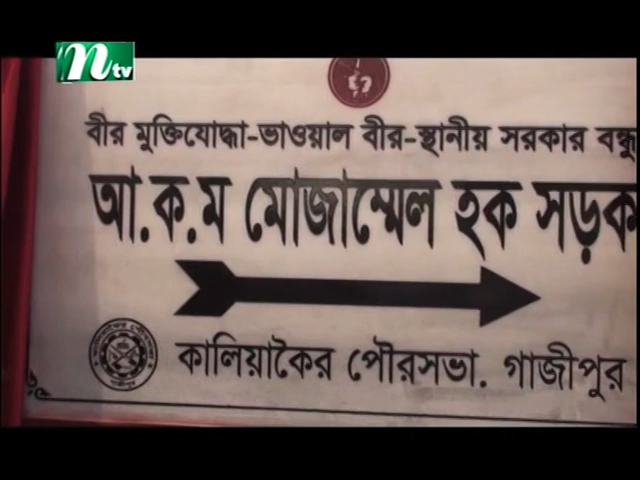 ntv
বীর মুক্তিযোদ্ধা-ভাওয়াল বীর-স্থানীয় সরকার বন্ধু
আ.ক.ম মোজাম্মেল হক সড়ক
কালিয়াকৈর পৌরসভা. গাজীপুর